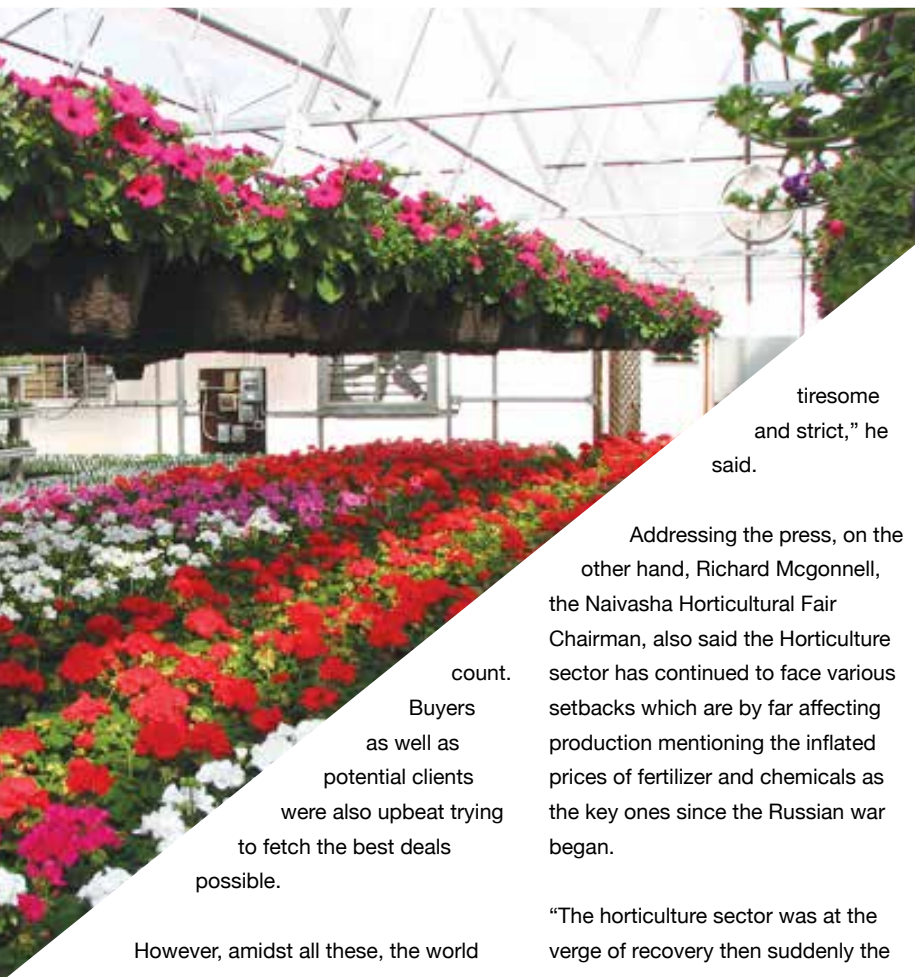 count.
Buyers
as well as
potential clients
were also upbeat trying
to fetch the best deals
possible.
However, amidst all these, the world
tiresome
and strict,” he
said.
Addressing the press, on the
other hand, Richard Mcgonnell,
the Naivasha Horticultural Fair
Chairman, also said the Horticulture
sector has continued to face various
setbacks which are by far affecting
production mentioning the inflated
prices of fertilizer and chemicals as
the key ones since the Russian war
began.
“The horticulture sector was at the
verge of recovery then suddenly the